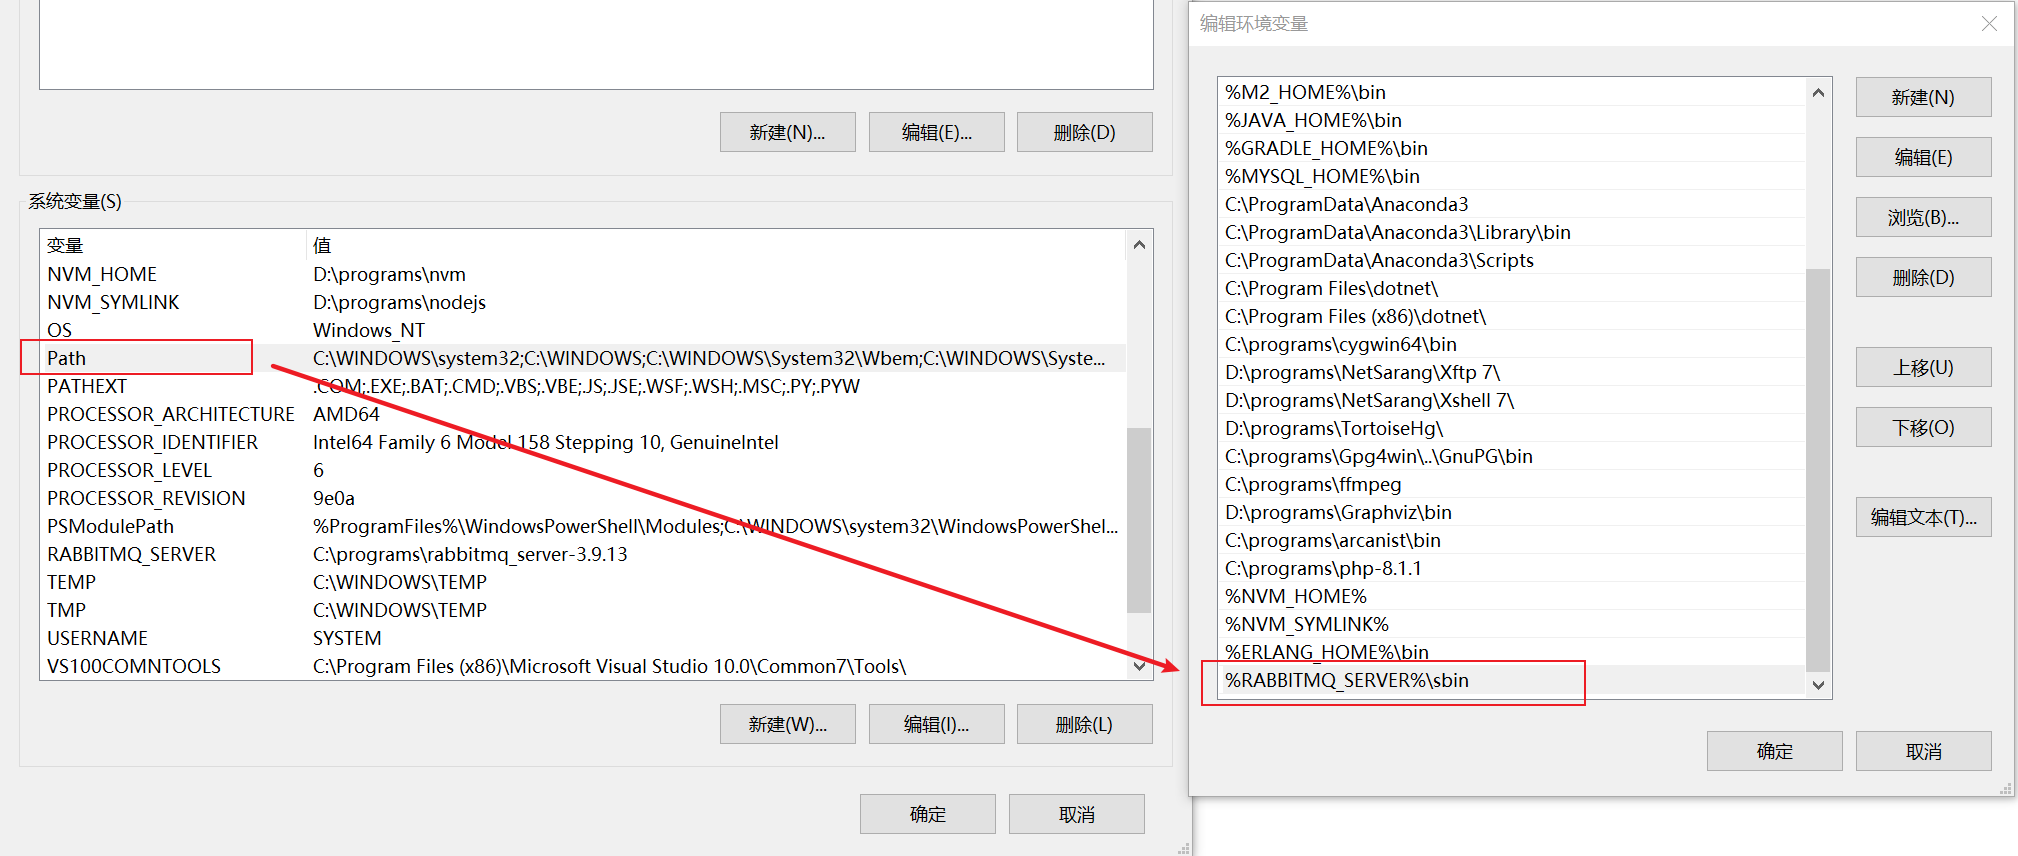 新建(N)...
编辑(E)...
删除(D)
系统变量(S)
变量 值
NVM_HOME D:\programs\nvm
NVM_SYMLINK D:\programs\nodejs
OS Windows_NT
Path C:\WINDOWS\system32;C:\WINDOWS;C:\WINDOWS\System32\Wbem;C:\WINDOWS\Syste...
PATHEXT .COM;.EXE;.BAT;.CMD;.VBS;.VBE;.JS;.JSE;.WSF;.WSH;.MSC;.PY;.PYW
PROCESSOR_ARCHITECTURE AMD64
PROCESSOR_IDENTIFIER Intel64 Family 6 Model 158 Stepping 10, GenuineIntel
PROCESSOR_LEVEL 6
PROCESSOR_REVISION 9e0a
PSModulePath %ProgramFiles%\WindowsPowerShell\Modules;C:\WINDOWS\system32\WindowsPowerShel...
RABBITMQ_SERVER C:\programs\rabbitmq_server-3.9.13
TEMP C:\WINDOWS\TEMP
TMP C:\WINDOWS\TEMP
USERNAME SYSTEM
VS100COMNTOOLS C:\Program Files (x86)\Microsoft Visual Studio 10.0\Common7\Tools\
新建(W)...
编辑(I)...
删除(L)
确定
取消
编辑环境变量
%M2_HOME%\bin
%JAVA_HOME%\bin
%GRADLE_HOME%\bin
%MYSQL_HOME%\bin
C:\ProgramData\Anaconda3
C:\ProgramData\Anaconda3\Library\bin
C:\ProgramData\Anaconda3\Scripts
C:\Program Files\dotnet\
C:\Program Files (x86)\dotnet\
C:\programs\cygwin64\bin
D:\programs\NetSarang\Xftp 7\
D:\programs\NetSarang\Xshell 7\
D:\programs\TortoiseHg\
C:\programs\Gpg4win\..\GnuPG\bin
C:\programs\ffmpeg
D:\programs\Graphviz\bin
C:\programs\arcanist\bin
C:\programs\php-8.1.1
%NVM_HOME%
%NVM_SYMLINK%
%ERLANG_HOME%\bin
%RABBITMQ_SERVER%\sbin
新建(N)
编辑(E)
浏览(B)...
删除(D)
上移(U)
下移(O)
编辑文本(T)...
确定
取消